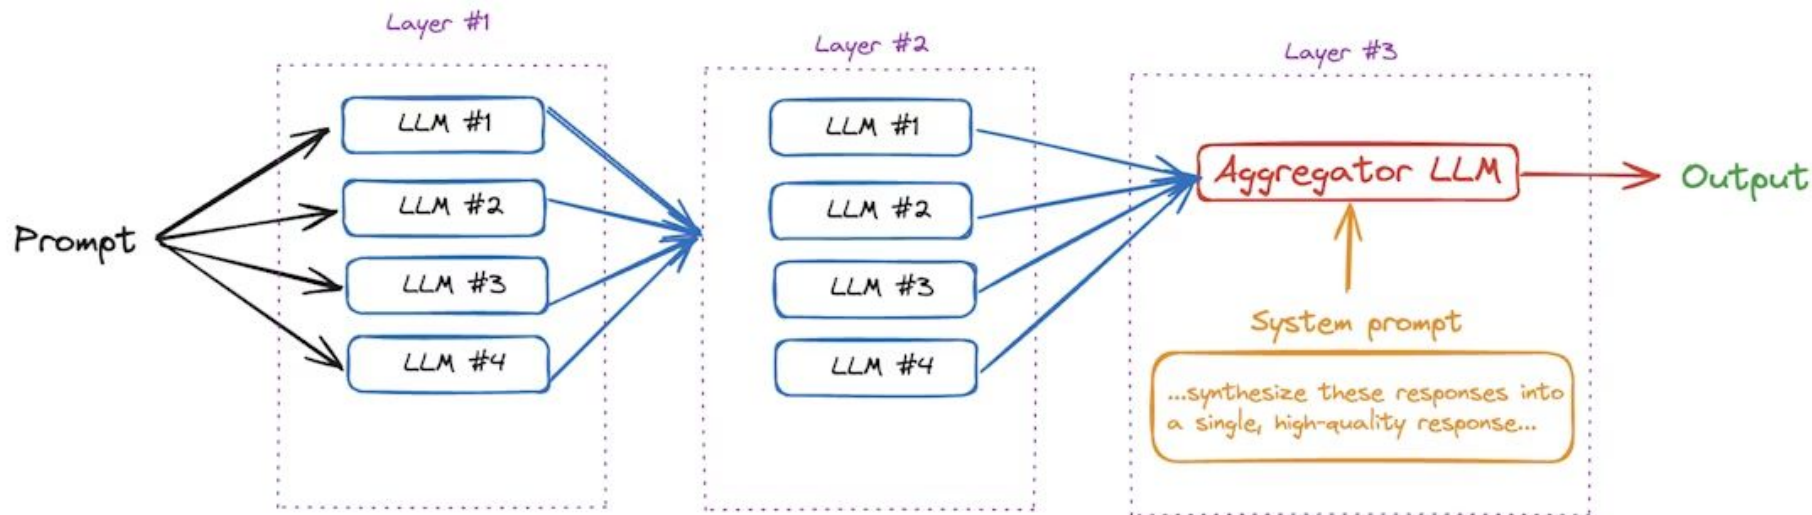 Layer #1
Layer #2
Layer #3
Prompt
LLM #1
LLM #2
LLM #3
LLM #4
LLM #1
LLM #2
LLM #3
LLM #4
Aggregator LLM
Output
System prompt
...synthesize these responses into
a single, high-quality response...